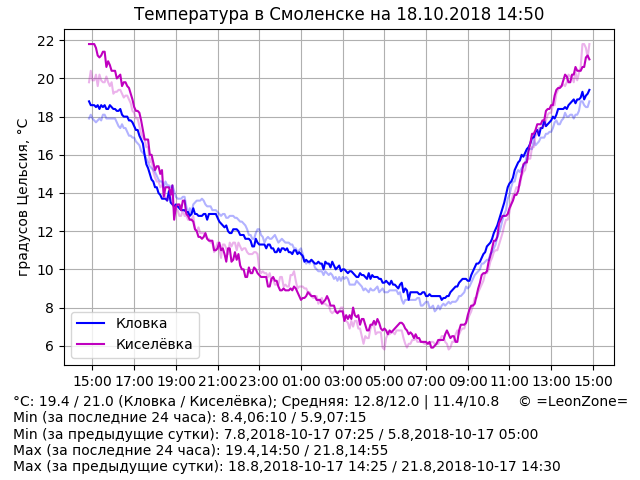 Температура в Смоленске на 18.10.2018 14:50
градусов Цельсия, °C
22
20
18
16
14
12
10
8
6
Кловка
Киселёвка
15:00 17:00 19:00 21:00 23:00 01:00 03:00 05:00 07:00 09:00 11:00 13:00 15:00
°C: 19.4 / 21.0 (Кловка / Киселёвка); Средняя: 12.8/12.0 | 11.4/10.8 © =LeonZone=
Min (за последние 24 часа): 8.4,06:10 / 5.9,07:15
Min (за предыдущие сутки): 7.8,2018-10-17 07:25 / 5.8,2018-10-17 05:00
Max (за последние 24 часа): 19.4,14:50 / 21.8,14:55
Max (за предыдущие сутки): 18.8,2018-10-17 14:25 / 21.8,2018-10-17 14:30